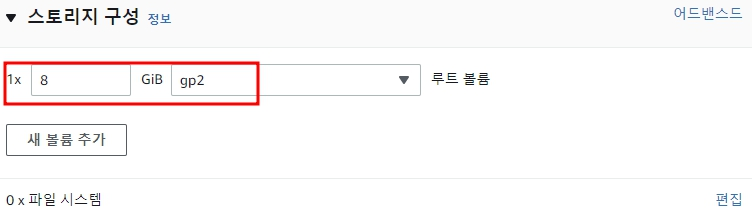 스토리지 구성 정보 어드밴스드
1x 8 GiB gp2 루트 볼륨
새 볼륨 추가
0 x 파일 시스템 편집